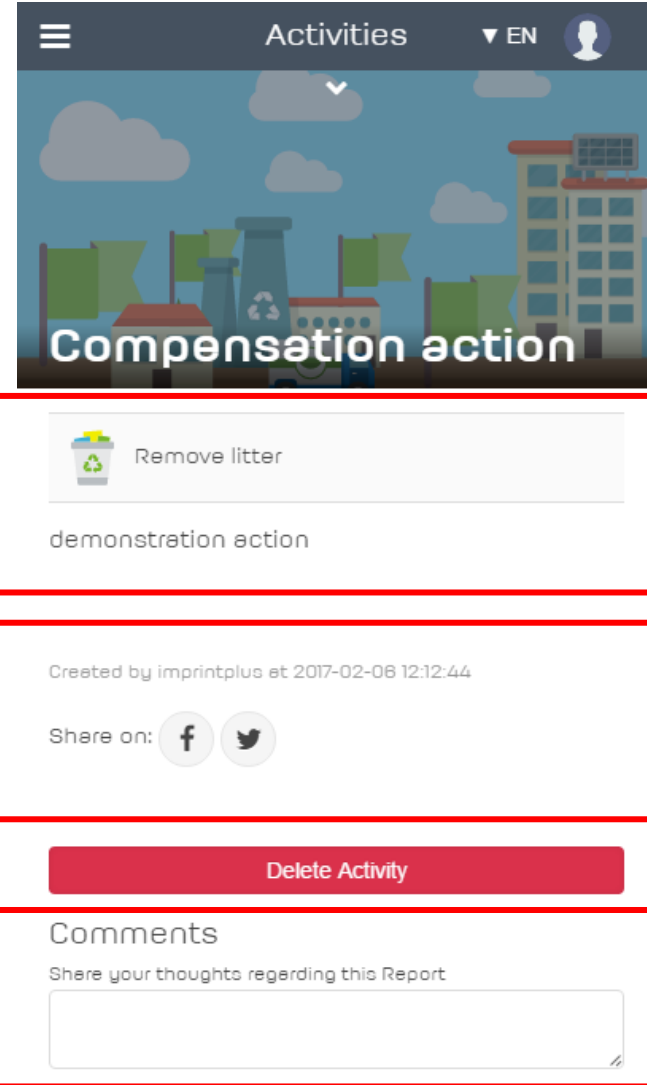 Activities
▼ EN
Compensation action
Remove litter
demonstration action
Created by imprintplus at 2017-02-06 12:12:44
Share on:
Delete Activity
Comments
Share your thoughts regarding this Report